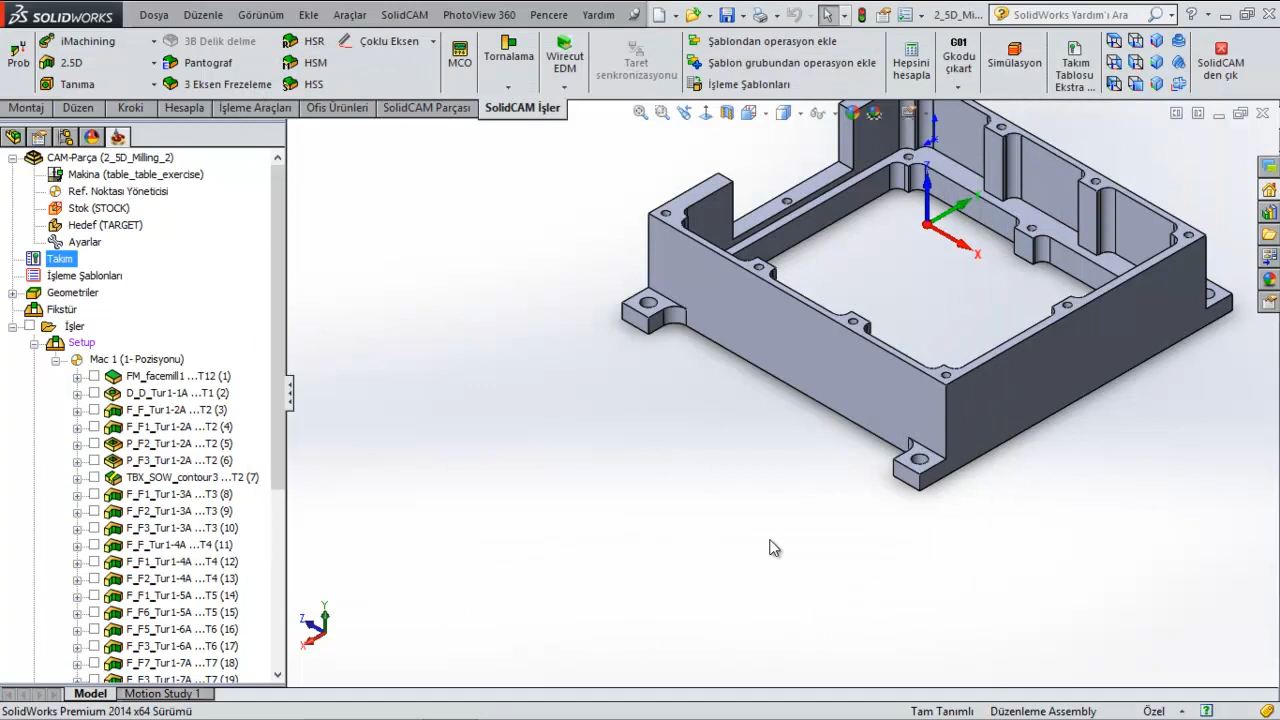 SOLIDWORKS Dosya Düzenle Görünüm Ekle Araçlar SolidCAM PhotoView 360 Pencere Yardım 2_5D_Mi... SolidWorks Yardım'ı Ara
iMachining 3B Delik delme HSR Çoklu Eksen Şablondan operasyon ekle
2.5D Pantograf HSM Şablon grubundan operasyon ekle
Tanıma 3 Eksen Frezeleme HSS İşleme Şablonları
Prob MCO Tornalama Wirecut EDM Taret senkronizasyonu Hepsini hesapla G01 Gkodu çıkart Simülasyon Takım Tablosu Ekstra ... SolidCAM den çık
Montaj Düzen Kroki Hesapla İşleme Araçları Ofis Ürünleri SolidCAM Parçası SolidCAM İşler
CAM-Parça (2_5D_Milling_2)
Makina (table_table_exercise)
Ref. Noktası Yöneticisi
Stok (STOCK)
Hedef (TARGET)
Ayarlar
Takım
İşleme Şablonları
Geometriler
Fikstür
İşler
Setup
Mac 1 (1- Pozisyonu)
FM_facemill1 ...T12 (1)
D_D_Tur1-1A ...T1 (2)
F_F_Tur1-2A ...T2 (3)
F_F1_Tur1-2A ...T2 (4)
P_F2_Tur1-2A ...T2 (5)
P_F3_Tur1-2A ...T2 (6)
TBX_SOW_contour3 ...T2 (7)
F_F1_Tur1-3A ...T3 (8)
F_F2_Tur1-3A ...T3 (9)
F_F3_Tur1-3A ...T3 (10)
F_F_Tur1-4A ...T4 (11)
F_F1_Tur1-4A ...T4 (12)
F_F2_Tur1-4A ...T4 (13)
F_F1_Tur1-5A ...T5 (14)
F_F6_Tur1-5A ...T5 (15)
F_F5_Tur1-6A ...T6 (16)
F_F3_Tur1-6A ...T6 (17)
F_F7_Tur1-7A ...T7 (18)
F_F3_Tur1-7A ...T7 (19)
Z
X
Y
Z
X
Model Motion Study 1
SolidWorks Premium 2014 x64 Sürümü Tam Tanımlı Düzenleme Assembly Özel